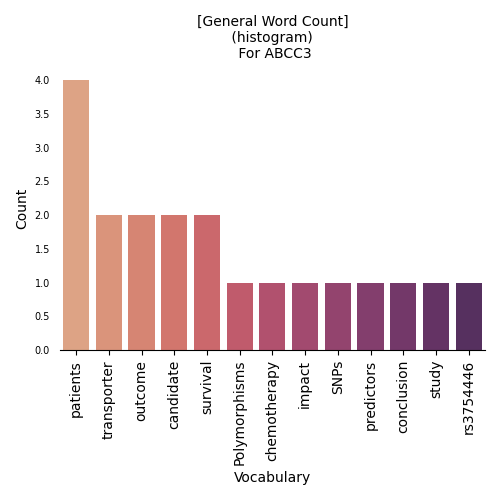 [General Word Count]
(histogram)
For ABCC3
Count
4.0
3.5
3.0
2.5
2.0
1.5
1.0
0.5
0.0
patients
transporter
outcome
candidate
survival
Polymorphisms
chemotherapy
impact
SNPs
predictors
conclusion
study
rs3754446
Vocabulary